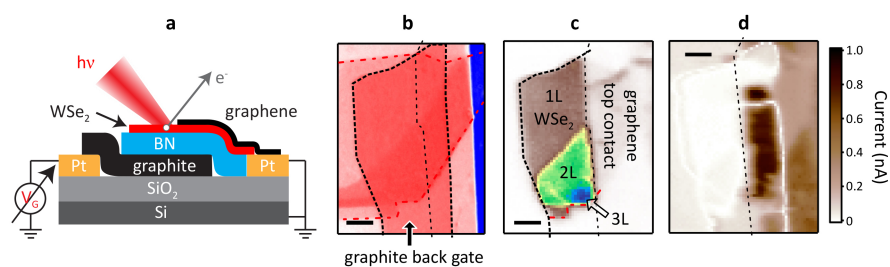 a
hν
e-
WSe2
graphene
BN
Pt
graphite
Pt
VG
SiO2
Si
b
graphite back gate
c
1L
WSe2
2L
3L
graphene
top contact
d
1.0
0.8
0.6
0.4
0.2
0
Current (nA)